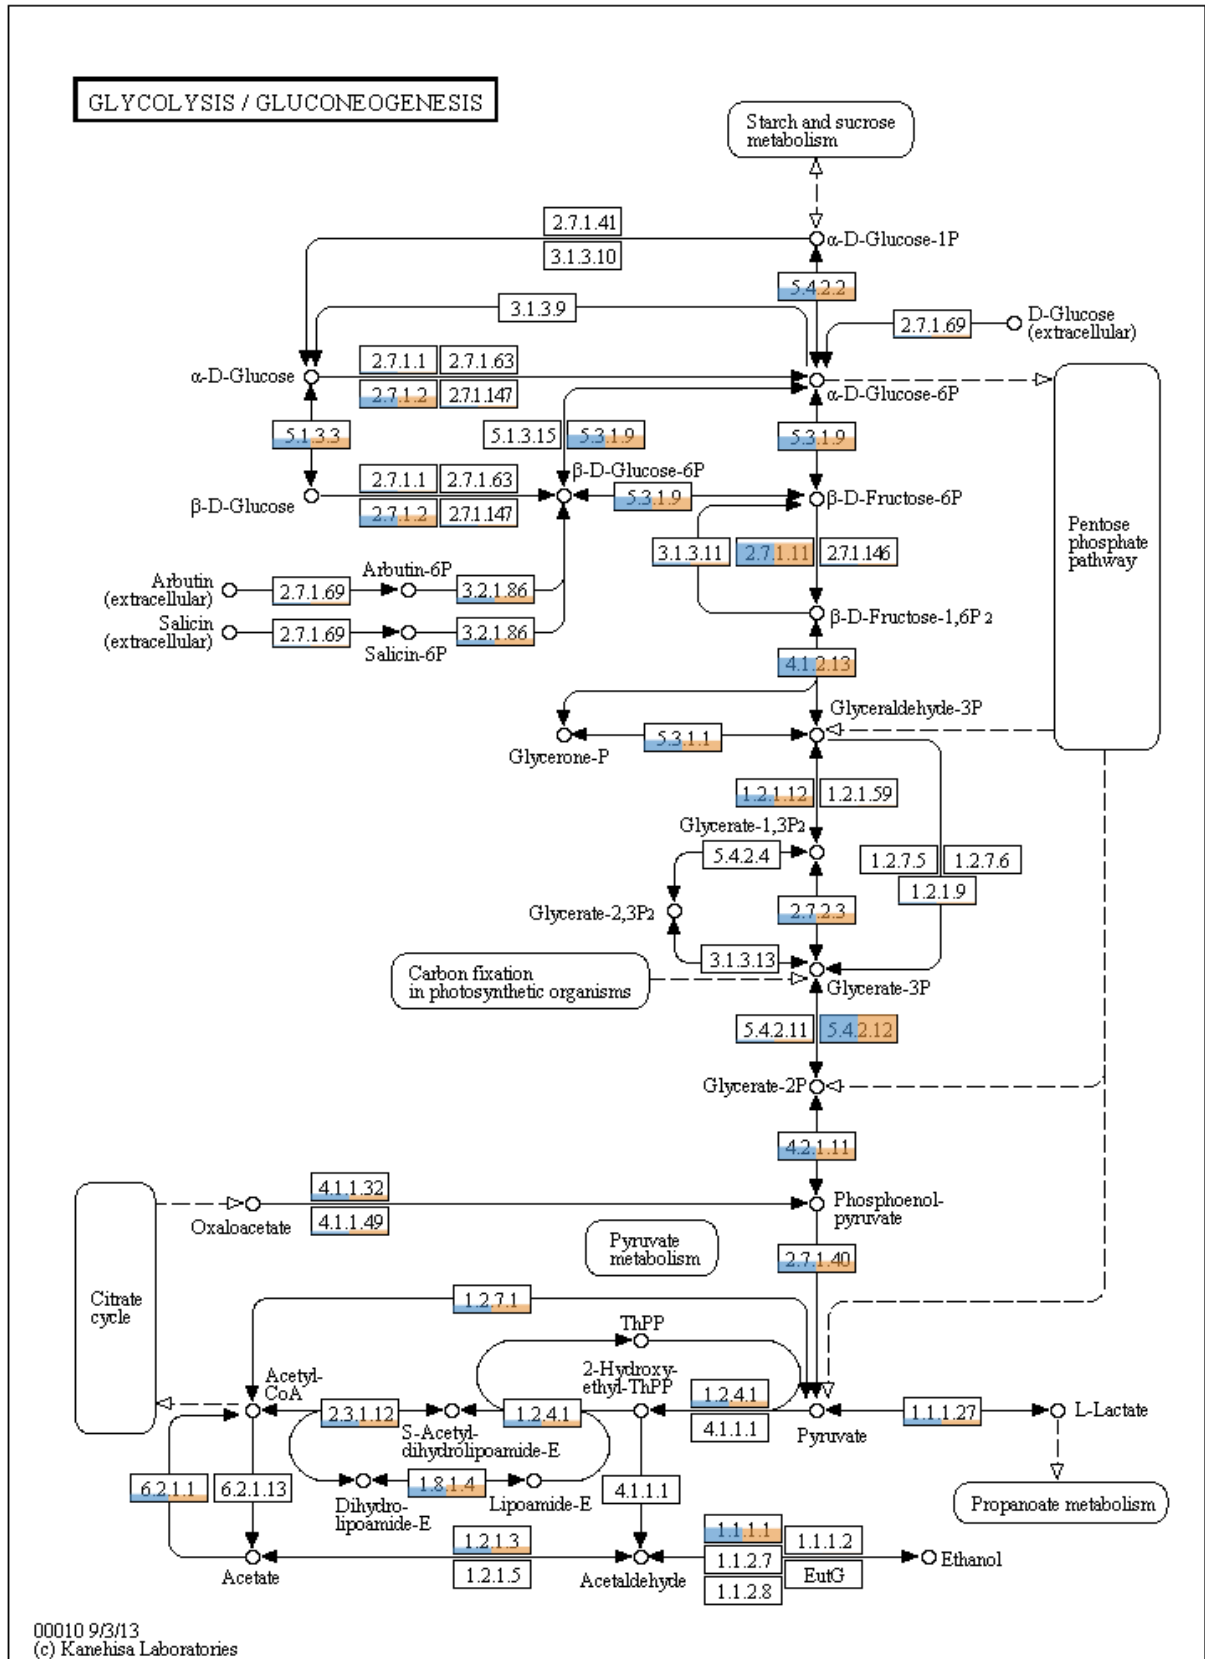 GLYCOLYSIS / GLUCONEOGENESIS
Starch and sucrose
metabolism
2.7.1.41
α-D-Glucose-1P
3.1.3.10
5.4.2.2
3.1.3.9
2.7.1.69
D-Glucose
(extracellular)
2.7.1.1
2.7.1.63
α-D-Glucose
α-D-Glucose-6P
2.7.1.2
2.7.1.147
5.1.3.3
5.1.3.15
5.3.1.9
5.3.1.9
2.7.1.1
2.7.1.63
β-D-Glucose-6P
β-D-Glucose
5.3.1.9
β-D-Fructose-6P
2.7.1.2
2.7.1.147
Pentose
phosphate
pathway
3.1.3.11
2.7.1.11
2.7.1.146
Arbutin
(extracellular)
2.7.1.69
Arbutin-6P
3.2.1.86
Salicin
(extracellular)
2.7.1.69
Salicin-6P
3.2.1.86
β-D-Fructose-1,6P2
4.1.2.13
Glyceraldehyde-3P
5.3.1.1
Glycerone-P
1.2.1.12
1.2.1.59
Glycerate-1,3P2
5.4.2.4
1.2.7.5
1.2.7.6
1.2.1.9
Glycerate-2,3P2
2.7.2.3
3.1.3.13
Carbon fixation
in photosynthetic organisms
Glycerate-3P
5.4.2.11
5.4.2.12
Glycerate-2P
4.2.1.11
4.1.1.32
Oxaloacetate
4.1.1.49
Phosphoenol-
pyruvate
Pyruvate
metabolism
2.7.1.40
Citrate
cycle
1.2.7.1
ThPP
Acetyl-
CoA
2-Hydroxy-
ethyl-ThPP
1.2.4.1
2.3.1.12
1.2.4.1
4.1.1.1
Pyruvate
1.1.1.27
L-Lactate
S-Acetyl-
dihydrolipoamide-E
6.2.1.1
6.2.1.13
1.8.1.4
Dihydro-
lipoamide-E
Lipoamide-E
4.1.1.1
Propanoate metabolism
1.2.1.3
1.2.1.5
Acetate
Acetaldehyde
1.1.1.1
1.1.1.2
1.1.2.7
EutG
1.1.2.8
Ethanol
00010 9/3/13
(c) Kanehisa Laboratories